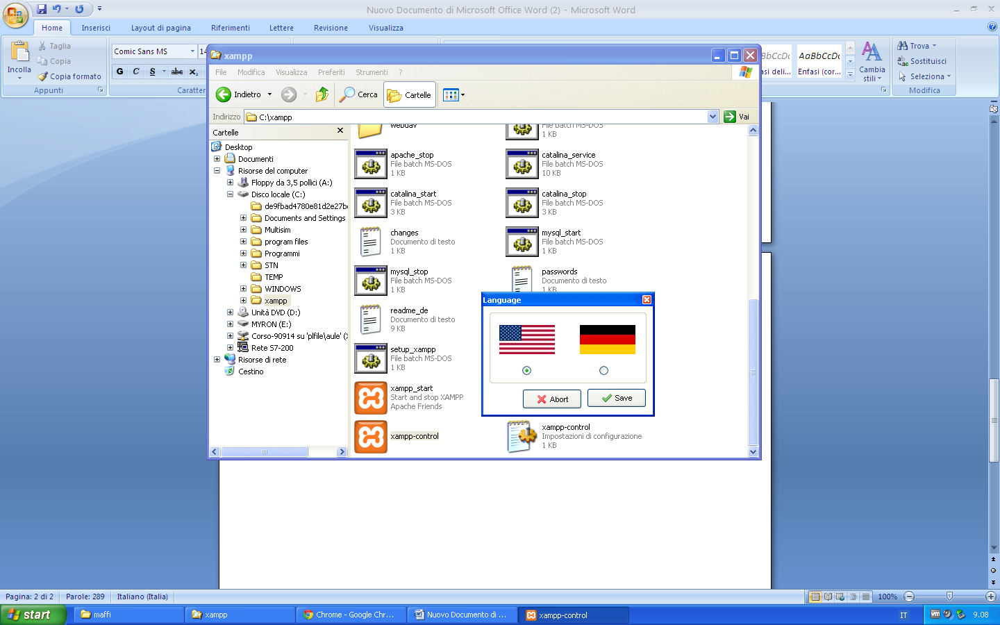 Nuovo Documento di Microsoft Office Word (2) - Microsoft Word
Home Inserisci Layout di pagina Riferimenti Lettere Revisione Visualizza
Incolla
Taglia
Copia
Copia formato
Appunti
Comic Sans MS 14
G C S abc x₂
Caratter
AaBbCcDc
Enfasi (cor...
Cambia stili
Trova
Sostituisci
Seleziona
Modifica
xampp
File Modifica Visualizza Preferiti Strumenti ?
Indietro Cerca Cartelle
Indirizzo C:\xampp Vai
Cartelle
Desktop
Documenti
Risorse del computer
Floppy da 3,5 pollici (A:)
Disco locale (C:)
de9fbad4780e81d2e27b
Documents and Settings
Multisim
program files
Programmi
STN
TEMP
WINDOWS
xampp
Unità DVD (D:)
MYRON (E:)
Corso-90914 su 'plfile\aule' (
Rete S7-200
Risorse di rete
Cestino
webdav
File batch MS-DOS
1 KB
apache_stop
File batch MS-DOS
1 KB
catalina_service
File batch MS-DOS
10 KB
catalina_start
File batch MS-DOS
3 KB
catalina_stop
File batch MS-DOS
3 KB
changes
Documento di testo
1 KB
mysql_start
File batch MS-DOS
1 KB
mysql_stop
File batch MS-DOS
1 KB
passwords
Documento di testo
1 KB
readme_de
Documento di testo
9 KB
setup_xampp
File batch MS-DOS
1 KB
xampp_start
Start and stop XAMPP
Apache Friends
xampp-control
xampp-control
Impostazioni di configurazione
1 KB
Language
Abort Save
Pagina: 2 di 2 Parole: 289 Italiano (Italia) 100%
start maffi xampp Chrome - Google Chr... Nuovo Documento di ... xampp-control IT vm 9.08